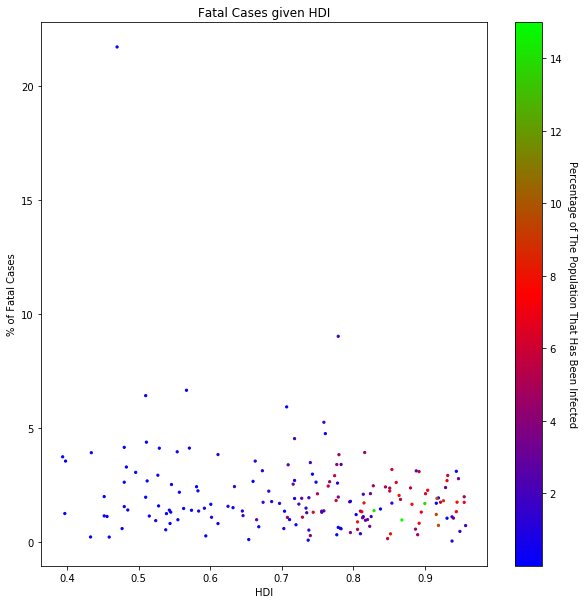 Fatal Cases given HDI
% of Fatal Cases
20
15
10
5
0
0.4 0.5 0.6 0.7 0.8 0.9
HDI
14
12
10
8
6
4
2
Percentage of The Population That Has Been Infected